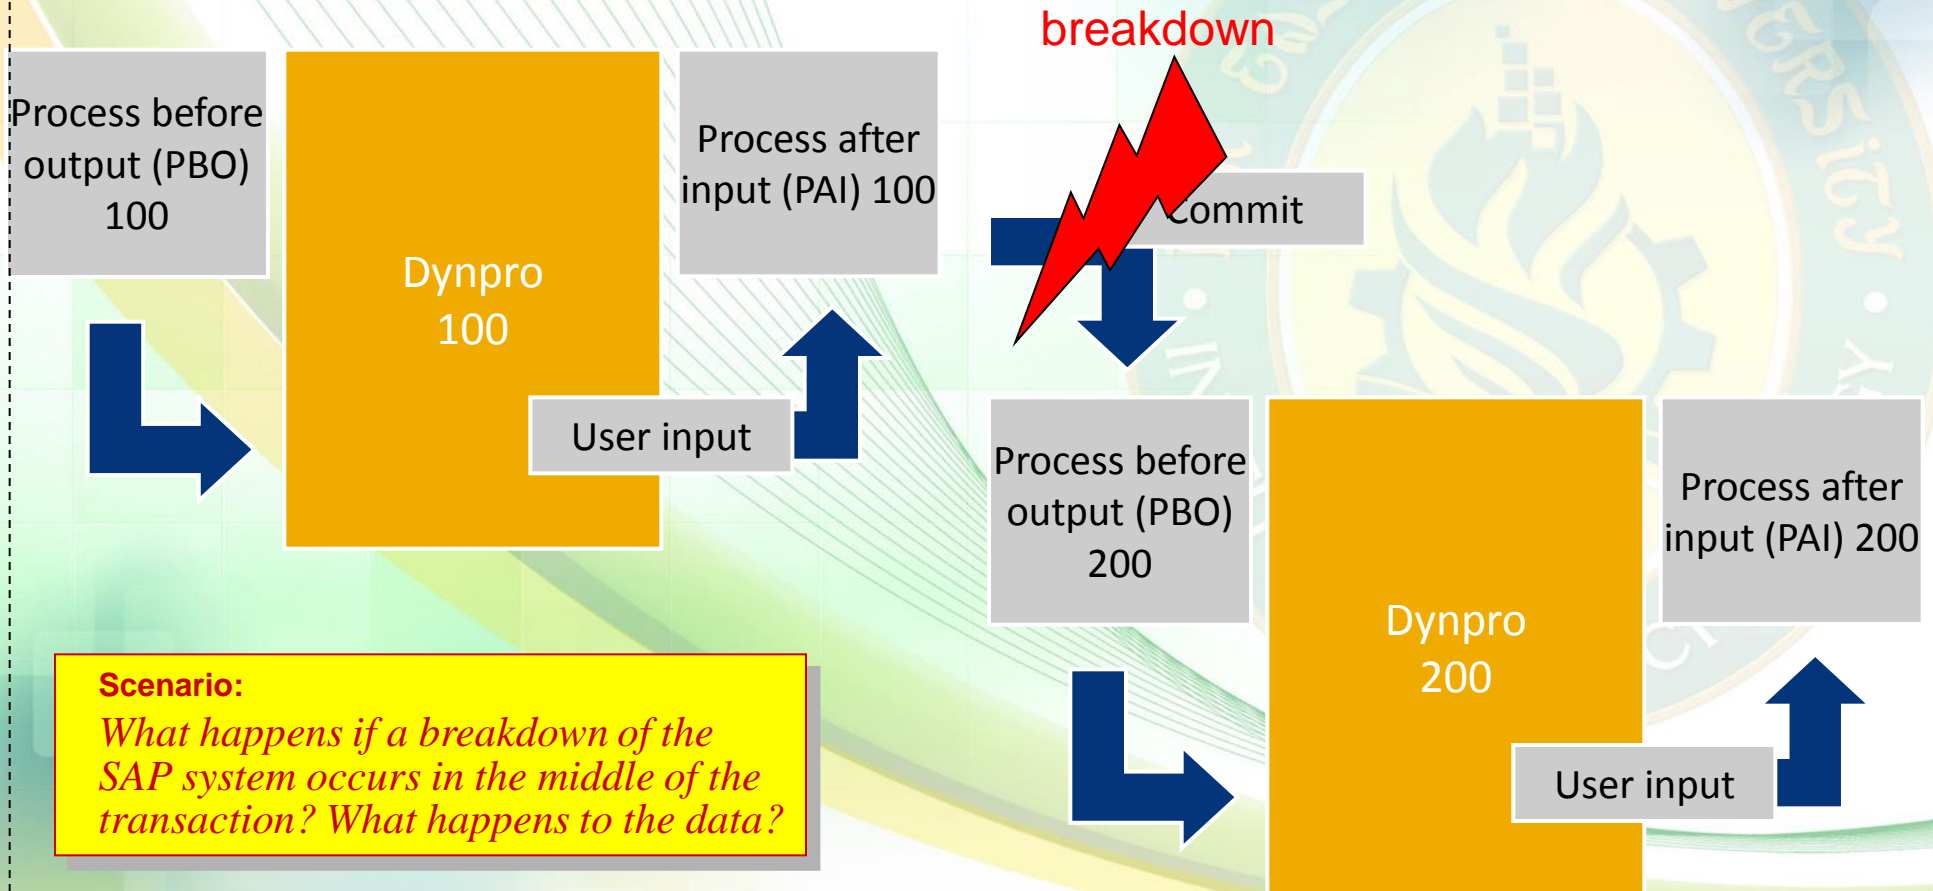 breakdown
Process before
output (PBO)
100
Dynpro
100
User input
Process after
input (PAI) 100
Commit
Process before
output (PBO)
200
Dynpro
200
User input
Process after
input (PAI) 200
Scenario:
What happens if a breakdown of the
SAP system occurs in the middle of the
transaction? What happens to the data?